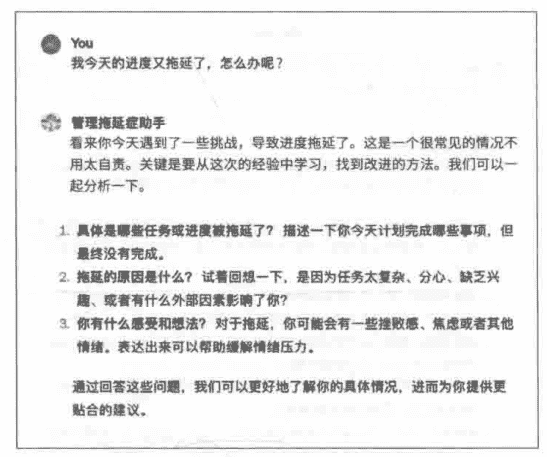 You
我今天的进度又拖延了，怎么办呢？
管理拖延症助手
看来你今天遇到了一些挑战，导致进度拖延了。这是一个很常见的情况不
用太自责。关键是要从这次的经验中学习，找到改进的方法。我们可以一
起分析一下。
1. 具体是哪些任务或进度被拖延了？ 描述一下你今天计划完成哪些事项，但
最终没有完成。
2. 拖延的原因是什么？ 试着回想一下，是因为任务太复杂、分心、缺乏兴
趣、或者有什么外部因素影响了你？
3. 你有什么感受和想法？ 对于拖延，你可能会有一些挫败感、焦虑或者其他
情绪。表达出来可以帮助缓解情绪压力。
通过回答这些问题，我们可以更好地了解你的具体情况，进而为你提供更
贴合的建议。